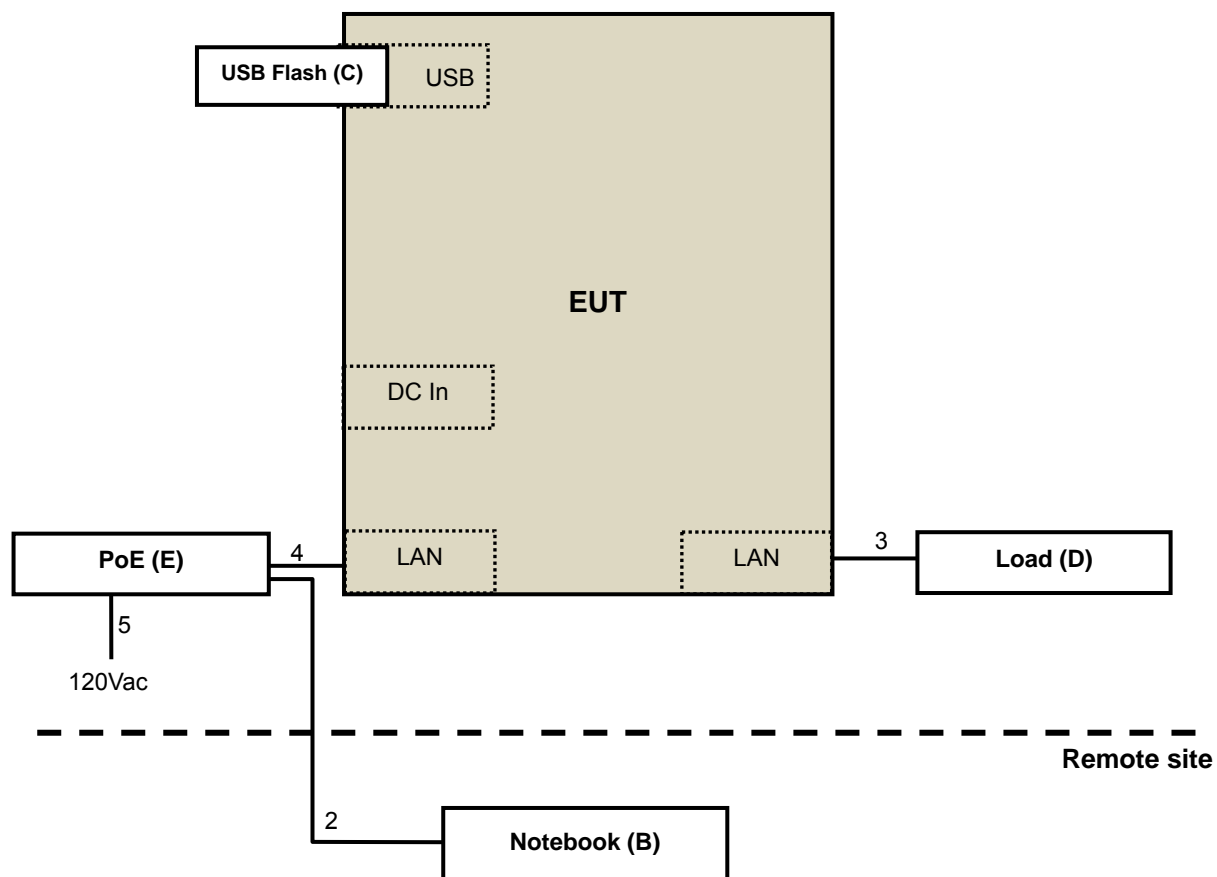 USB Flash (C)
USB
EUT
DC In
PoE (E)
4
LAN
LAN
3
Load (D)
5
120Vac
Remote site
2
Notebook (B)